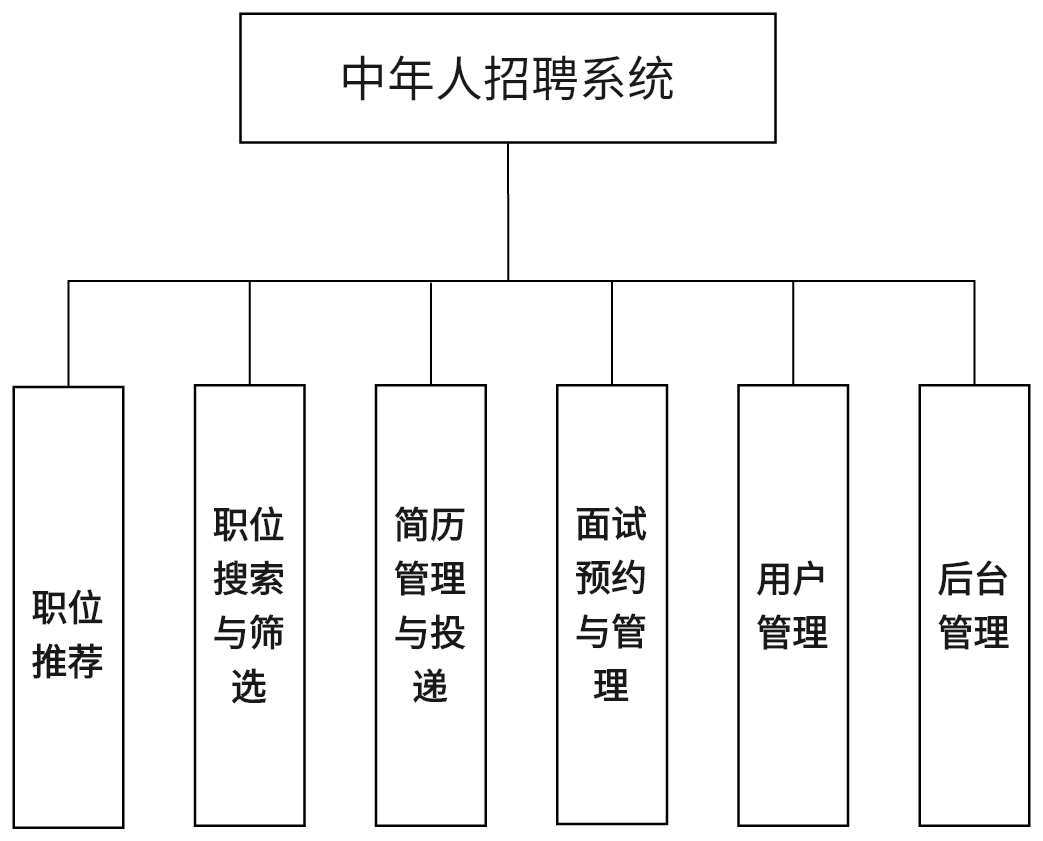 中年人招聘系统
职位
推荐
职位
搜索
与筛
选
简历
管理
与投
递
面试
预约
与管
理
用户
管理
后台
管理